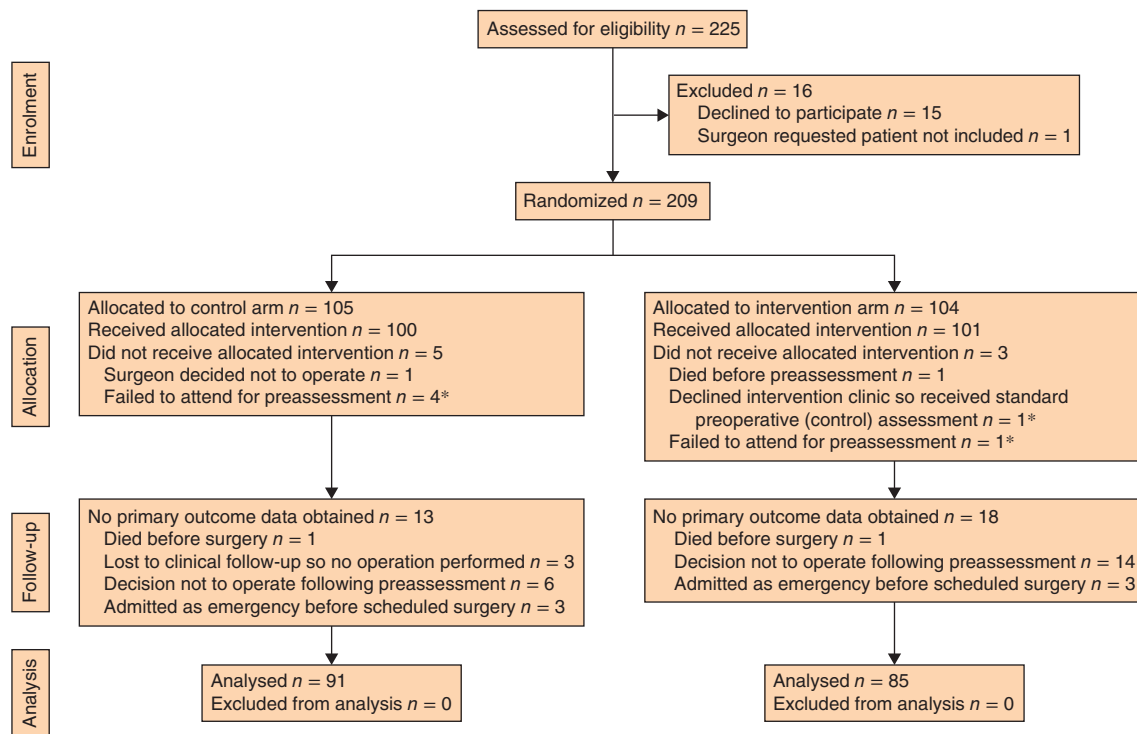 Assessed for eligibility n = 225
Enrolment
Excluded n = 16
Declined to participate n = 15
Surgeon requested patient not included n = 1
Randomized n = 209
Allocation
Allocated to control arm n = 105
Received allocated intervention n = 100
Did not receive allocated intervention n = 5
Surgeon decided not to operate n = 1
Failed to attend for preassessment n = 4*
Allocated to intervention arm n = 104
Received allocated intervention n = 101
Did not receive allocated intervention n = 3
Died before preassessment n = 1
Declined intervention clinic so received standard
preoperative (control) assessment n = 1*
Failed to attend for preassessment n = 1*
Follow-up
No primary outcome data obtained n = 13
Died before surgery n = 1
Lost to clinical follow-up so no operation performed n = 3
Decision not to operate following preassessment n = 6
Admitted as emergency before scheduled surgery n = 3
No primary outcome data obtained n = 18
Died before surgery n = 1
Decision not to operate following preassessment n = 14
Admitted as emergency before scheduled surgery n = 3
Analysis
Analysed n = 91
Excluded from analysis n = 0
Analysed n = 85
Excluded from analysis n = 0